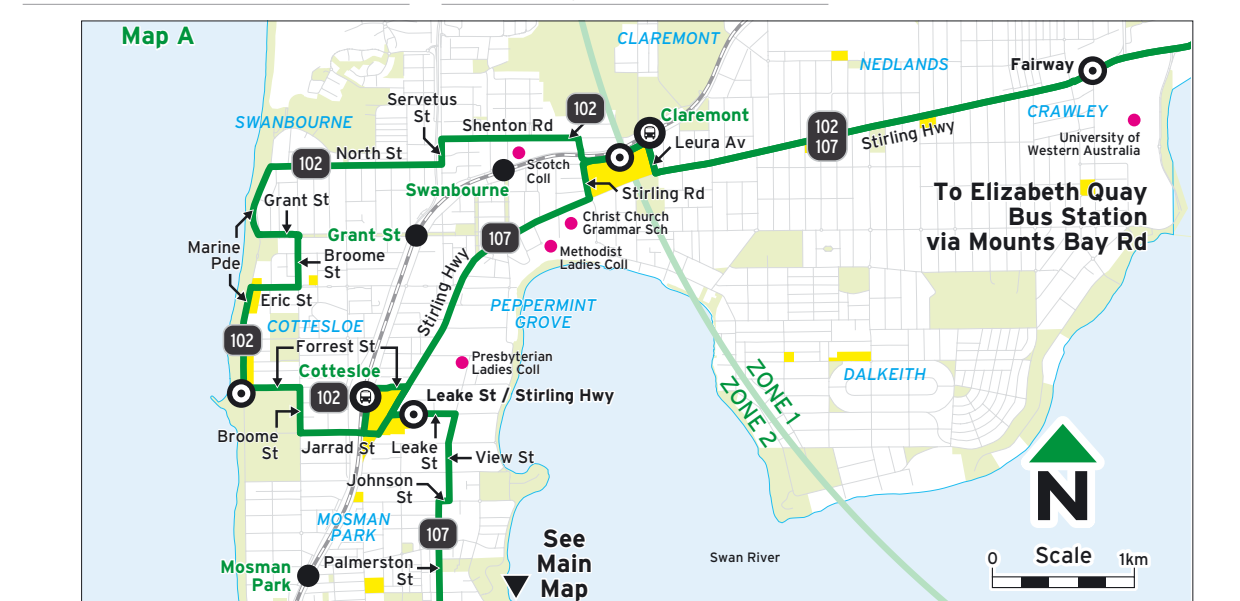 Map A
CLAREMONT
NEDLANDS
Fairway
CRAWLEY
University of
Western Australia
Servetus
St
102
Claremont
SWANBOURNE
Shenton Rd
102
107
Stirling Hwy
Leura Av
102
North St
Scotch
Coll
Swanbourne
Stirling Rd
To Elizabeth Quay
Bus Station
via Mounts Bay Rd
Grant St
Christ Church
Grammar Sch
Grant St
107
Marine
Pde
Broome
St
Methodist
Ladies Coll
Stirling Hwy
Eric St
PEPPERMINT
GROVE
COTTESLOE
102
Forrest St
Presbyterian
Ladies Coll
ZONE 1
ZONE 2
DALKEITH
Cottesloe
102
Leake St / Stirling Hwy
Broome
St
Jarrad St
Leake
St
View St
Johnson
St
MOSMAN
PARK
107
See
Main
Map
Swan River
N
Mosman
Park
Palmerston
St
0 Scale 1km